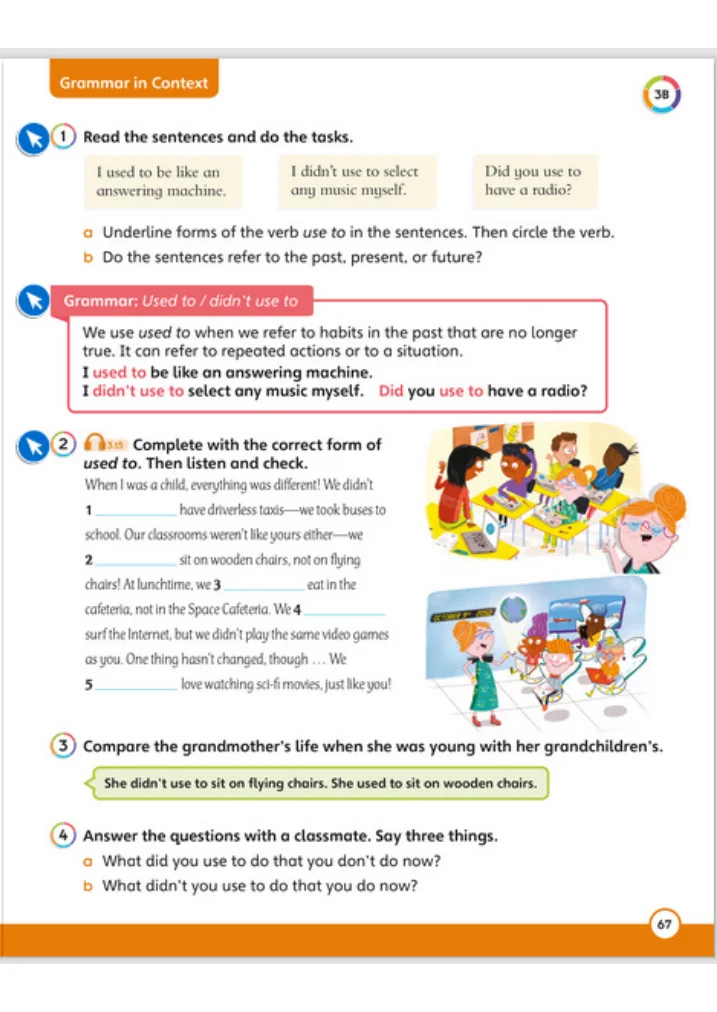 Grammar in Context
3B
1 Read the sentences and do the tasks.
I used to be like an
answering machine.
I didn't use to select
any music myself.
Did you use to
have a radio?
a Underline forms of the verb use to in the sentences. Then circle the verb.
b Do the sentences refer to the past, present, or future?
Grammar: Used to / didn't use to
We use used to when we refer to habits in the past that are no longer
true. It can refer to repeated actions or to a situation.
I used to be like an answering machine.
I didn't use to select any music myself. Did you use to have a radio?
2 3.15 Complete with the correct form of
used to. Then listen and check.
When I was a child, everything was different! We didn't
1 ____________ have driverless taxis—we took buses to
school. Our classrooms weren't like yours either—we
2 ____________ sit on wooden chairs, not on flying
chairs! At lunchtime, we 3 ____________ eat in the
cafeteria, not in the Space Cafeteria. We 4 ____________
surf the Internet, but we didn't play the same video games
as you. One thing hasn't changed, though … We
5 ____________ love watching sci-fi movies, just like you!
3 Compare the grandmother's life when she was young with her grandchildren's.
She didn't use to sit on flying chairs. She used to sit on wooden chairs.
4 Answer the questions with a classmate. Say three things.
a What did you use to do that you don't do now?
b What didn't you use to do that you do now?
67